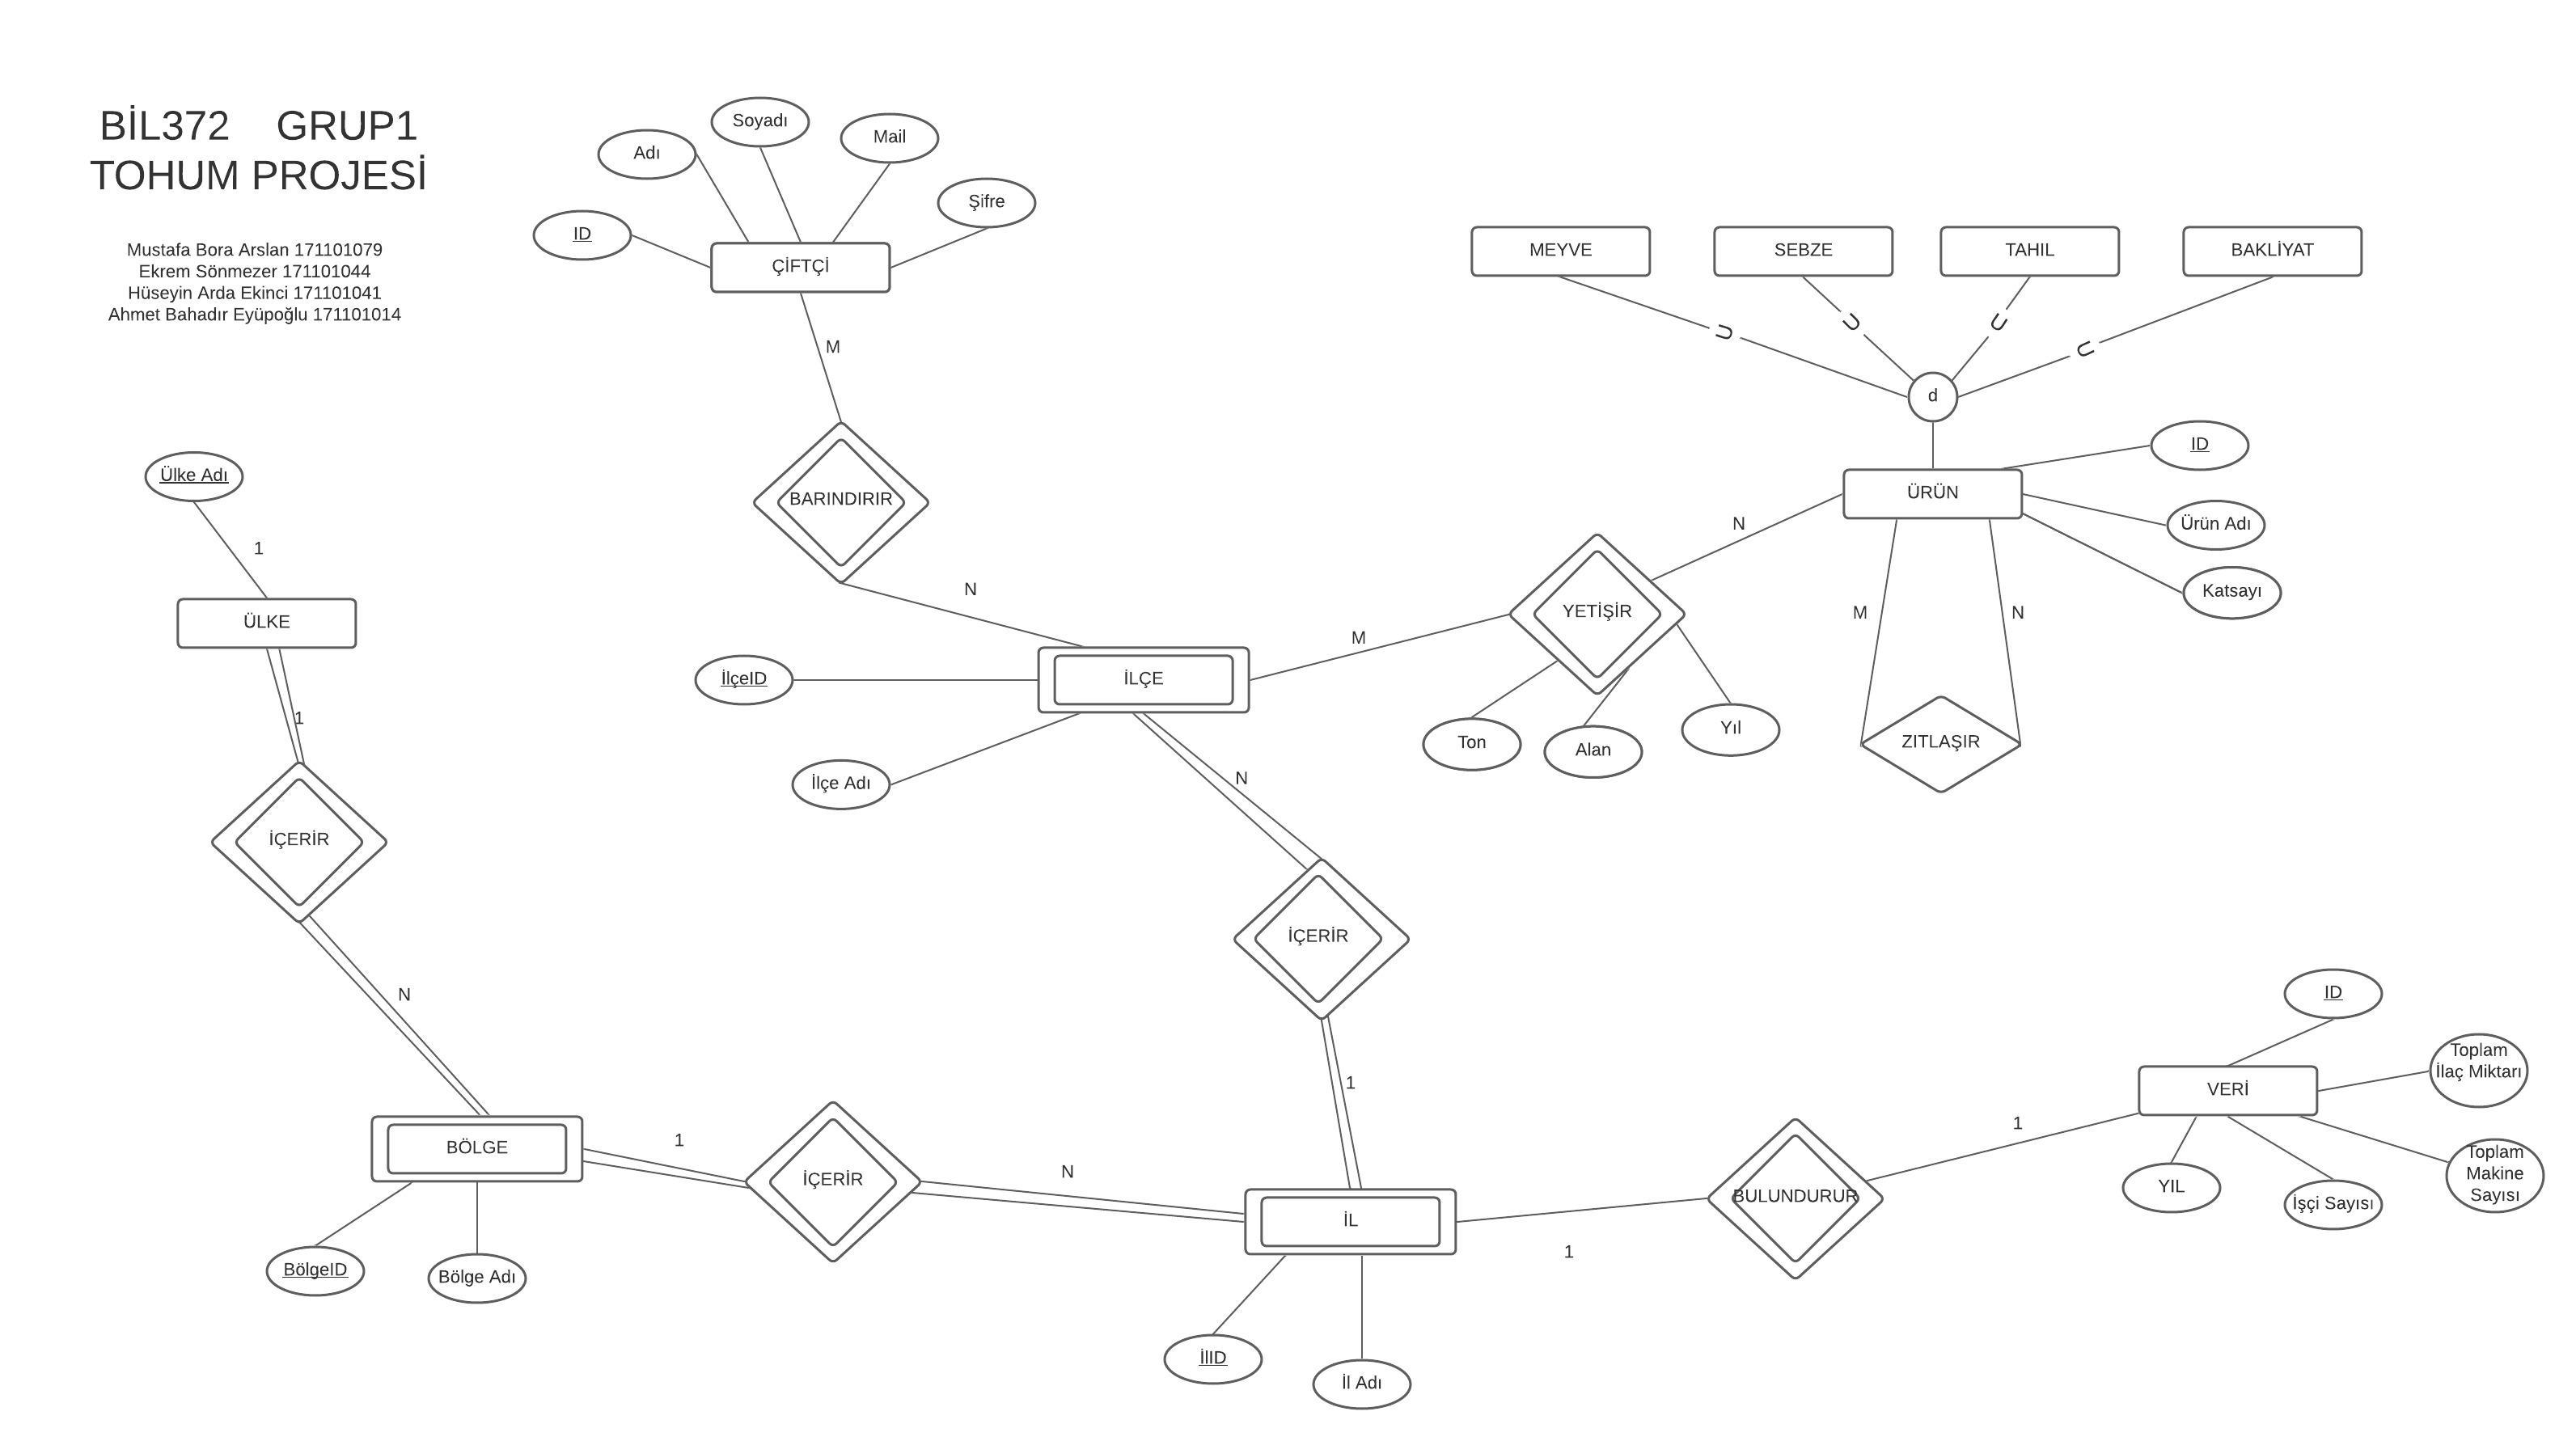 BİL372 GRUP1
TOHUM PROJESİ
Mustafa Bora Arslan 171101079
Ekrem Sönmezer 171101044
Hüseyin Arda Ekinci 171101041
Ahmet Bahadır Eyüpoğlu 171101014
Soyadı
Mail
Adı
Şifre
ID
ÇİFTÇİ
M
BARINDIRIR
N
MEYVE
SEBZE
TAHIL
BAKLİYAT
U
U
U
U
d
ID
ÜRÜN
Ürün Adı
Katsayı
N
YETİŞİR
M
M
N
Ton
Alan
Yıl
ZITLAŞIR
Ülke Adı
1
ÜLKE
1
İÇERİR
N
İlçeID
İLÇE
İlçe Adı
N
İÇERİR
1
BÖLGE
1
İÇERİR
N
BölgeID
Bölge Adı
İL
İlID
İl Adı
1
BULUNDURUR
1
ID
VERİ
Toplam
İlaç Miktarı
Toplam
Makine
Sayısı
YIL
İşçi Sayısı